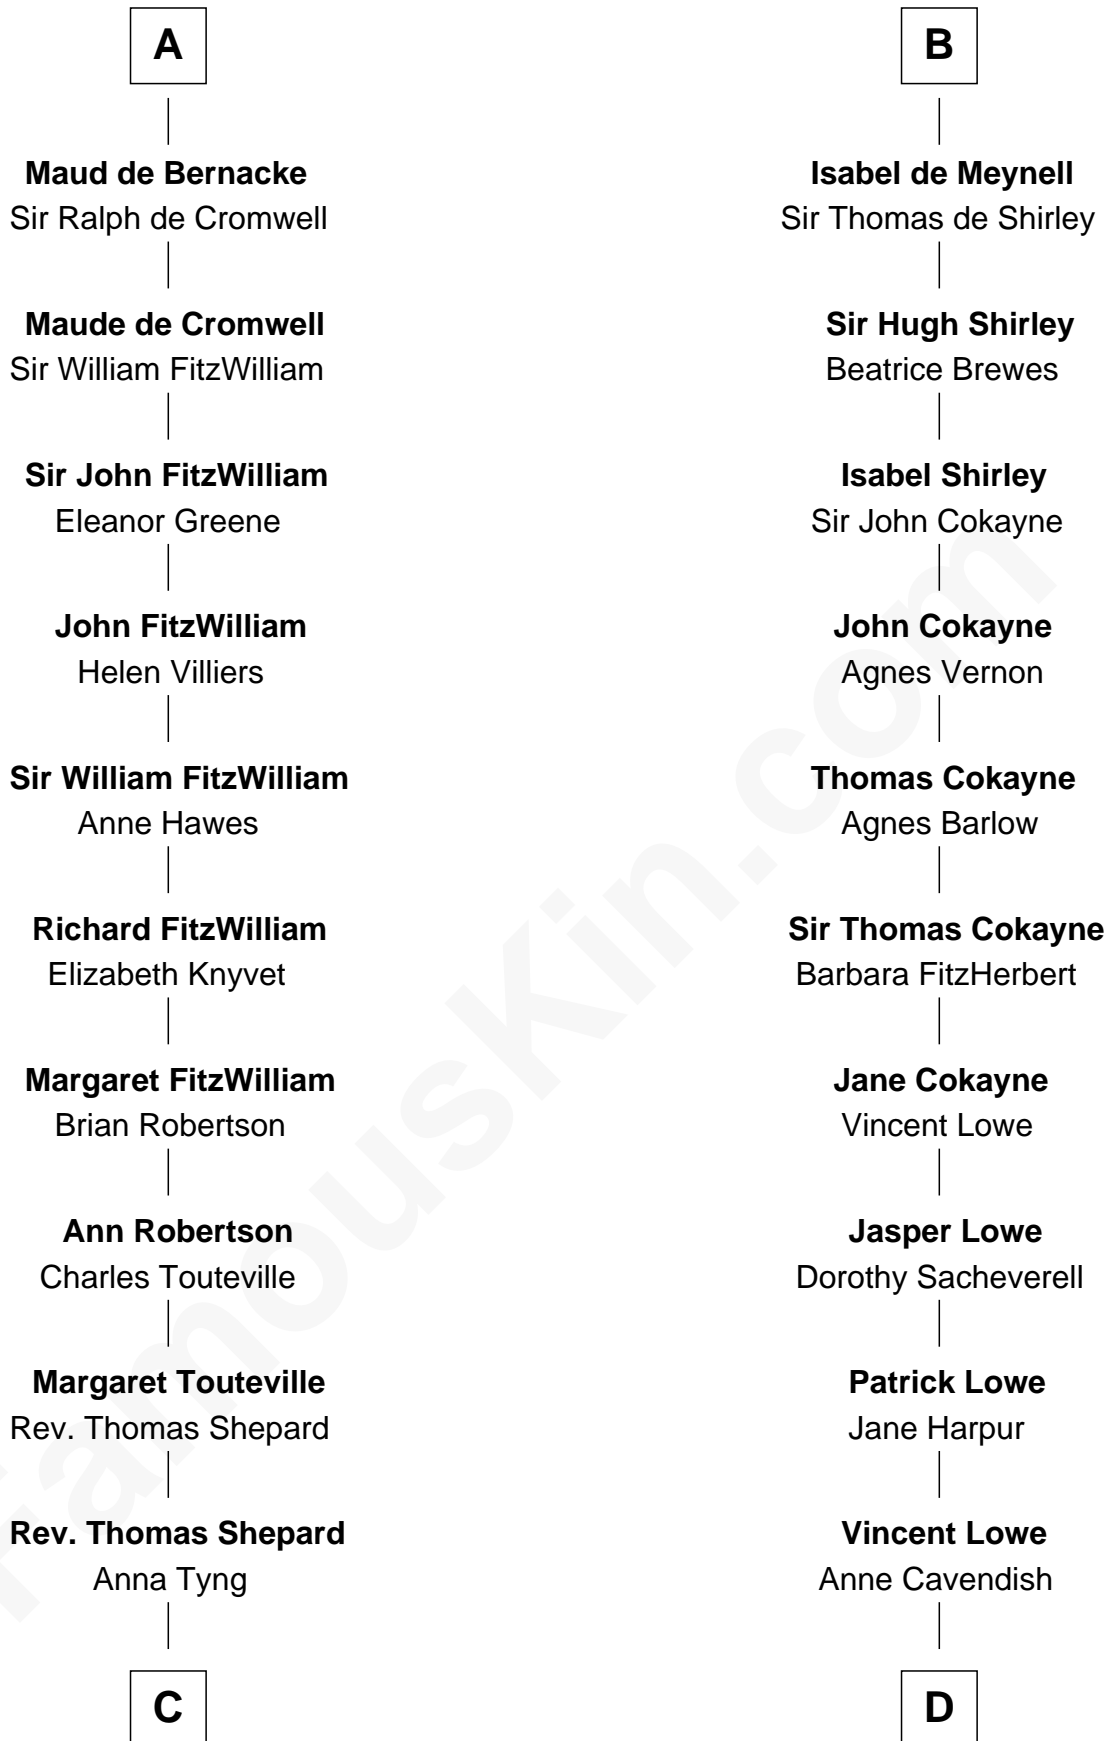 A
Maud de Bernacke
Sir Ralph de Cromwell
Maude de Cromwell
Sir William FitzWilliam
Sir John FitzWilliam
Eleanor Greene
John FitzWilliam
Helen Villiers
Sir William FitzWilliam
Anne Hawes
Richard FitzWilliam
Elizabeth Knyvet
Margaret FitzWilliam
Brian Robertson
Ann Robertson
Charles Touteville
Margaret Touteville
Rev. Thomas Shepard
Rev. Thomas Shepard
Anna Tyng
C
B
Isabel de Meynell
Sir Thomas de Shirley
Sir Hugh Shirley
Beatrice Brewes
Isabel Shirley
Sir John Cokayne
John Cokayne
Agnes Vernon
Thomas Cokayne
Agnes Barlow
Sir Thomas Cokayne
Barbara FitzHerbert
Jane Cokayne
Vincent Lowe
Jasper Lowe
Dorothy Sacheverell
Patrick Lowe
Jane Harpur
Vincent Lowe
Anne Cavendish
D
FamousKin.com